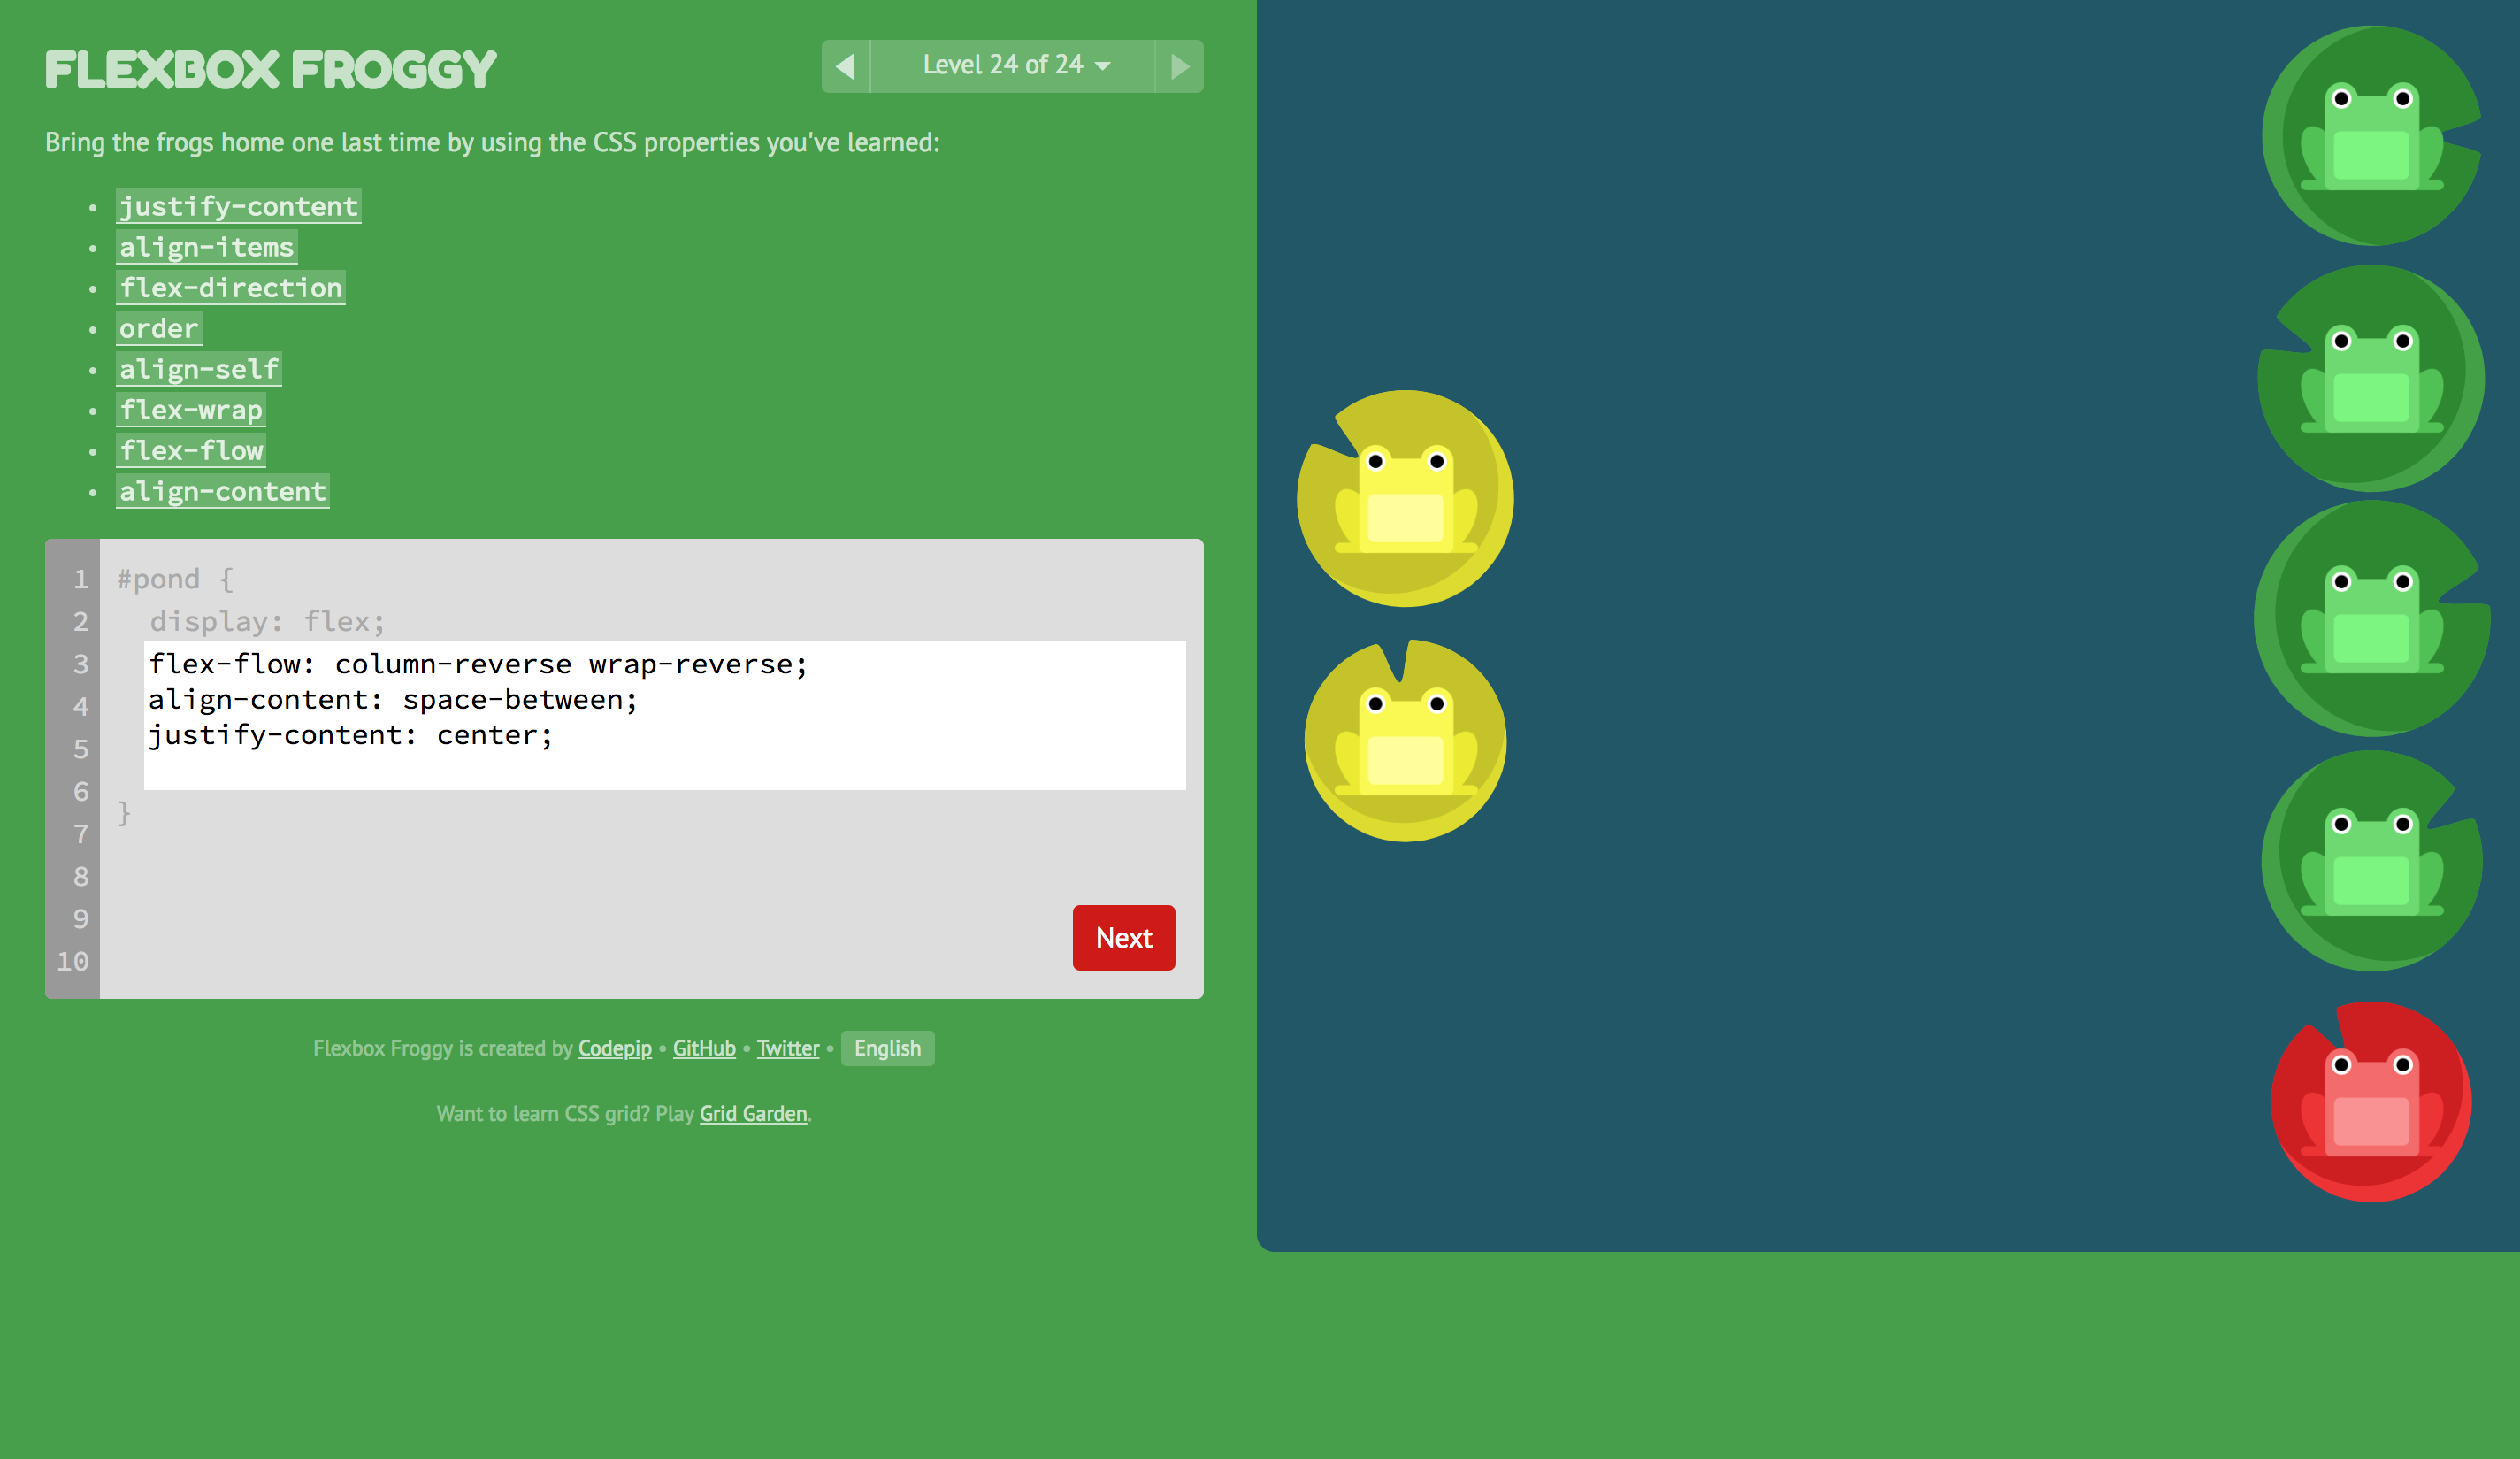 FLEXBOX FROGGY
Level 24 of 24
Bring the frogs home one last time by using the CSS properties you've learned:
justify-content
align-items
flex-direction
order
align-self
flex-wrap
flex-flow
align-content
1 #pond {
2 display: flex;
3 flex-flow: column-reverse wrap-reverse;
4 align-content: space-between;
5 justify-content: center;
6
}
7
8
9
Next
10
Flexbox Froggy is created by Codepip • GitHub • Twitter • English
Want to learn CSS grid? Play Grid Garden.